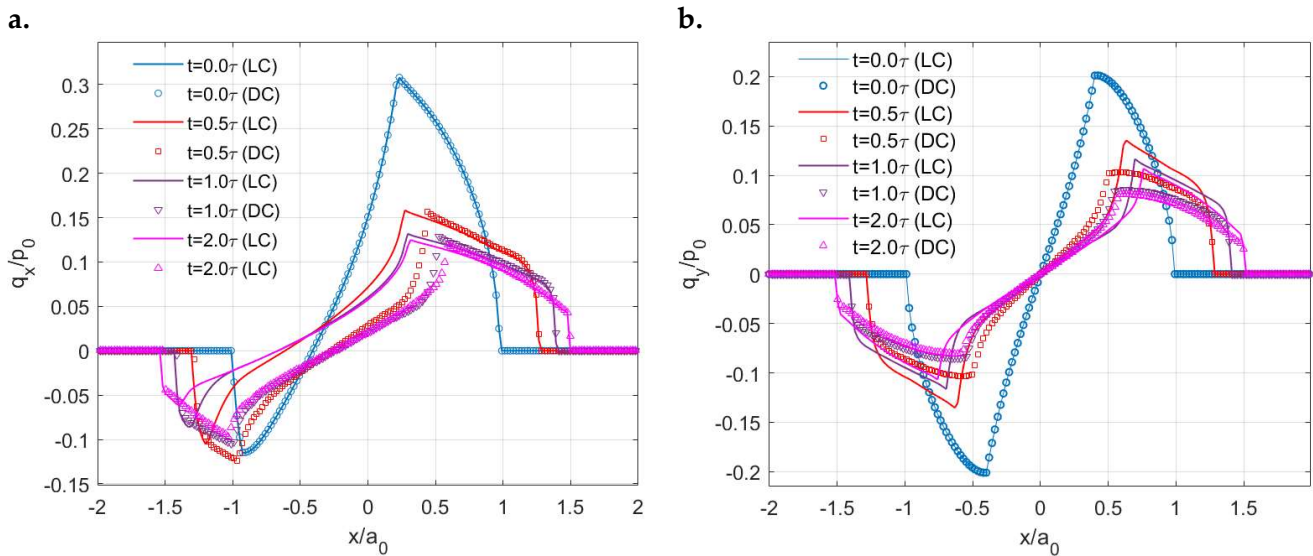 a.
0.3
0.25
0.2
0.15
0.1
0.05
0
-0.05
-0.1
-0.15
q_x/p_0
t=0.0τ (LC)
t=0.0τ (DC)
t=0.5τ (LC)
t=0.5τ (DC)
t=1.0τ (LC)
t=1.0τ (DC)
t=2.0τ (LC)
t=2.0τ (LC)
-2 -1.5 -1 -0.5 0 0.5 1 1.5 2
x/a_0
b.
0.2
0.15
0.1
0.05
0
-0.05
-0.1
-0.15
-0.2
q_y/p_0
t=0.0τ (LC)
t=0.0τ (DC)
t=0.5τ (LC)
t=0.5τ (DC)
t=1.0τ (LC)
t=1.0τ (DC)
t=2.0τ (LC)
t=2.0τ (DC)
-2 -1.5 -1 -0.5 0 0.5 1 1.5 2
x/a_0